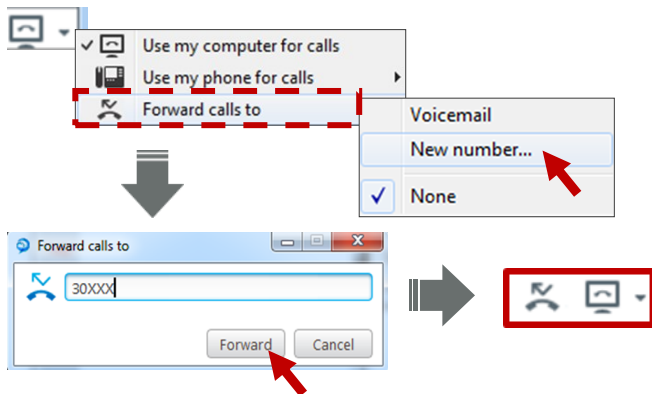 Use my computer for calls
Use my phone for calls
Forward calls to
Voicemail
New number...
None
Forward calls to
30XXX
Forward
Cancel